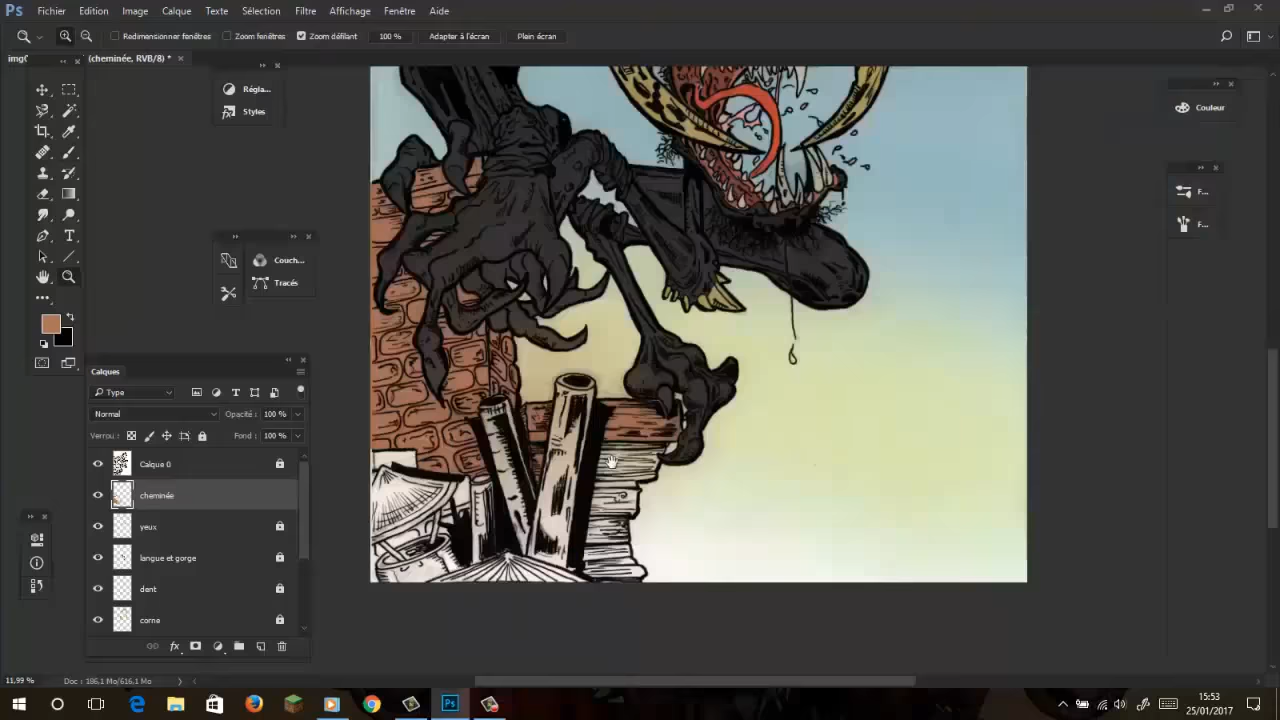 Ps Fichier Edition Image Calque Texte Sélection Filtre Affichage Fenêtre Aide
Redimensionner fenêtres Zoom fenêtres Zoom défilant 100 % Adapter à l'écran Plein écran
(cheminée, RVB/8) *
Régla...
Styles
Couleur
F...
F...
Couch...
Tracés
Calques
Type
Normal Opacité : 100 %
Verrou : Fond : 100 %
Calque 0
cheminée
yeux
langue et gorge
dent
corne
fx
11,99 % Doc : 186,1 Mo/616,1 Mo
Ps
15:53
25/01/2017